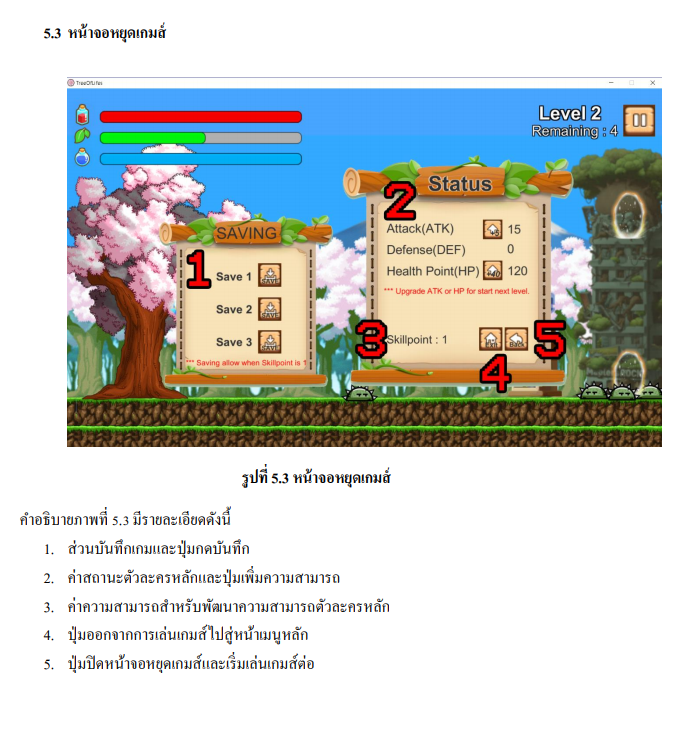 5.3 หน้าจอหยุดเกมส์
TreeOfLifes
Level 2
Remaining : 4
Status
2
Attack(ATK) 15
SAVING
Defense(DEF) 0
1
Save 1 SAVE
Health Point(HP) 120
*** Upgrade ATK or HP for start next level.
Save 2 SAVE
3
Skillpoint : 1 Exit Back
5
Save 3 SAVE
*** Saving allow when Skillpoint is 1
4
รูปที่ 5.3 หน้าจอหยุดเกมส์
คำอธิบายภาพที่ 5.3 มีรายละเอียดดังนี้
1. ส่วนบันทึกเกมและปุ่มกดบันทึก
2. ค่าสถานะตัวละครหลักและปุ่มเพิ่มความสามารถ
3. ค่าความสามารถสำหรับพัฒนาความสามารถตัวละครหลัก
4. ปุ่มออกจากการเล่นเกมส์ไปสู่หน้าเมนูหลัก
5. ปุ่มปิดหน้าจอหยุดเกมส์และเริ่มเล่นเกมส์ต่อ